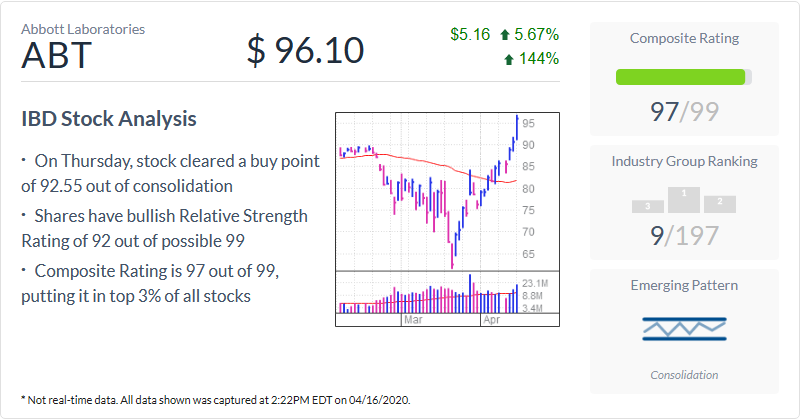 Abbott Laboratories
ABT
$ 96.10
$5.16 5.67%
144%
IBD Stock Analysis
· On Thursday, stock cleared a buy point
of 92.55 out of consolidation
· Shares have bullish Relative Strength
Rating of 92 out of possible 99
· Composite Rating is 97 out of 99,
putting it in top 3% of all stocks
95
90
85
80
75
70
65
23.1M
8.8M
3.4M
Mar Apr
* Not real-time data. All data shown was captured at 2:22PM EDT on 04/16/2020.
Composite Rating
97/99
Industry Group Ranking
3 1 2
9/197
Emerging Pattern
Consolidation